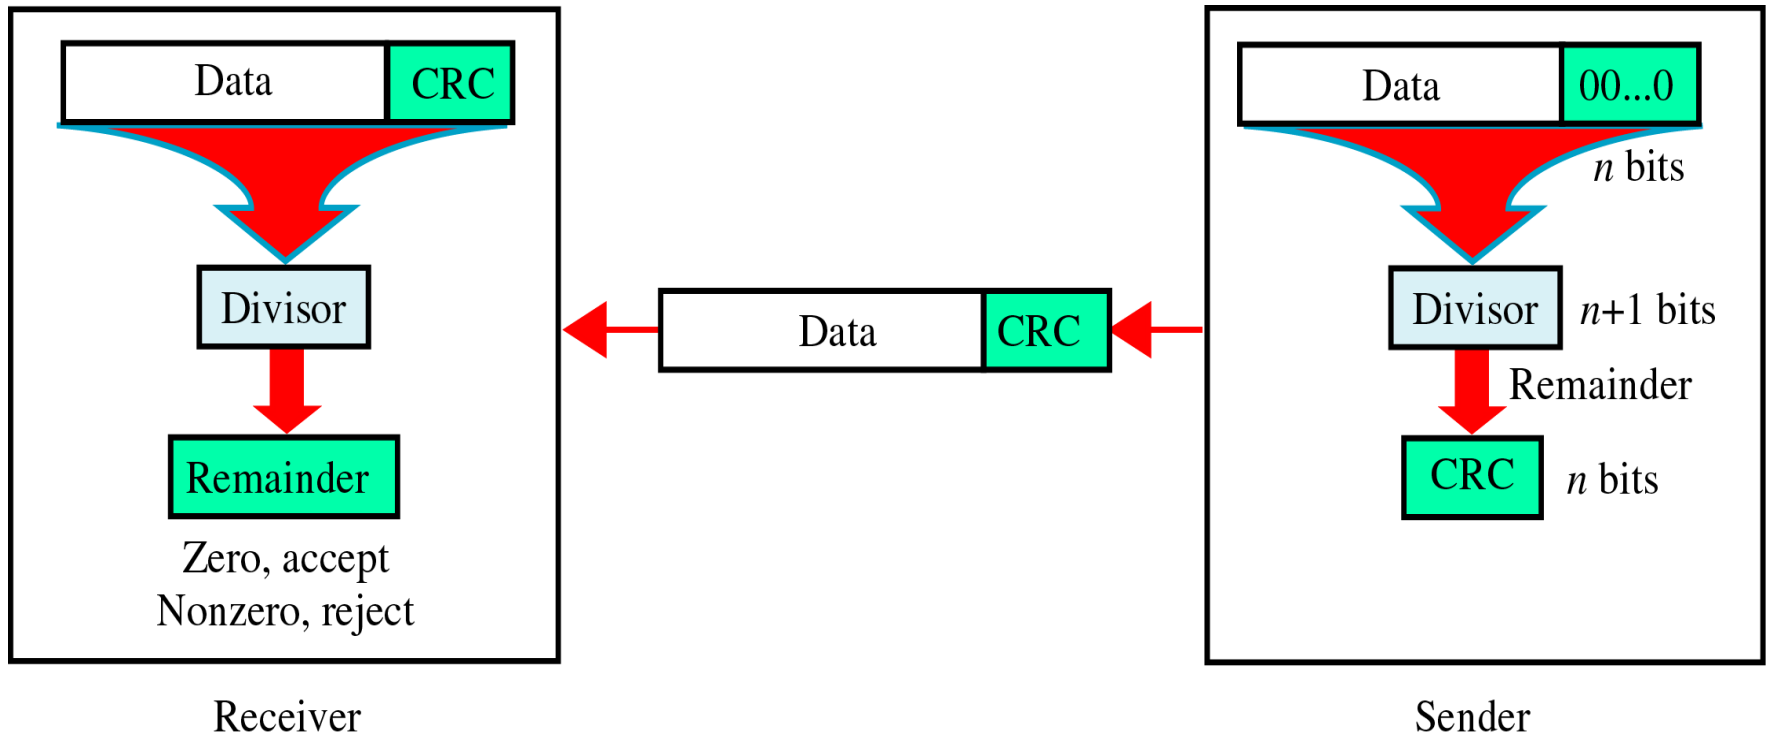 Data CRC
Divisor
Remainder
Zero, accept
Nonzero, reject
Receiver
Data CRC
Data 00...0
n bits
Divisor n+1 bits
Remainder
CRC n bits
Sender